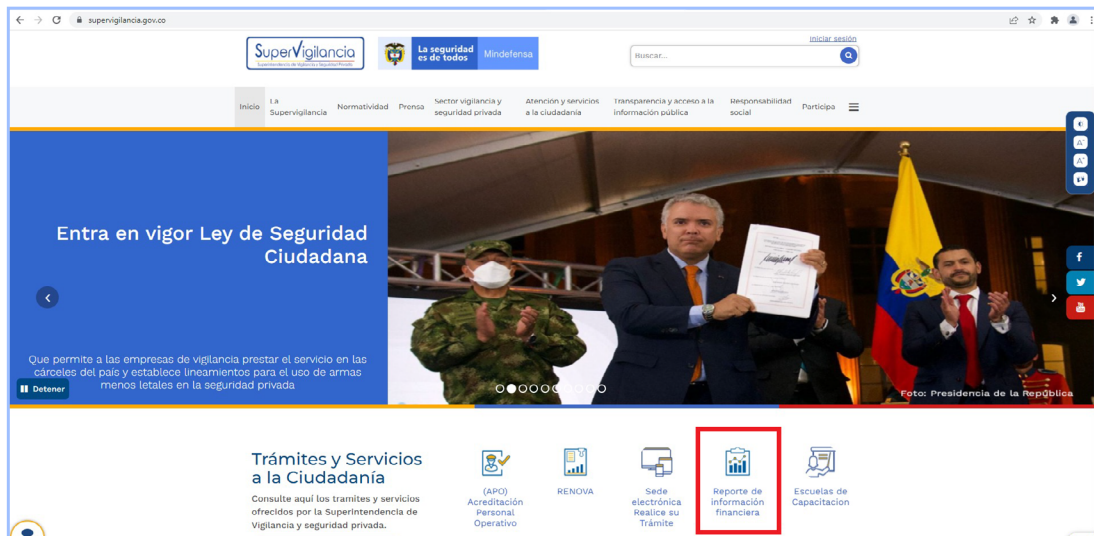 supervigilancia.gov.co
SuperVigilancia
Superintendencia de Vigilancia y Seguridad Privada
La seguridad
es de todos
Mindefensa
Iniciar sesión
Buscar...
Inicio
La
Supervigilancia
Normatividad
Prensa
Sector vigilancia y
seguridad privada
Atención y servicios
a la ciudadanía
Transparencia y acceso a la
información pública
Responsabilidad
social
Participa
Entra en vigor Ley de Seguridad
Ciudadana
Que permite a las empresas de vigilancia prestar el servicio en las
cárceles del país y establece lineamientos para el uso de armas
menos letales en la seguridad privada
Detener
Foto: Presidencia de la República
Trámites y Servicios
a la Ciudadanía
Consulte aquí los tramites y servicios
ofrecidos por la Superintendencia de
Vigilancia y seguridad privada.
(APO)
Acreditación
Personal
Operativo
RENOVA
Sede
electrónica
Realice su
Trámite
Reporte de
información
financiera
Escuelas de
Capacitacion